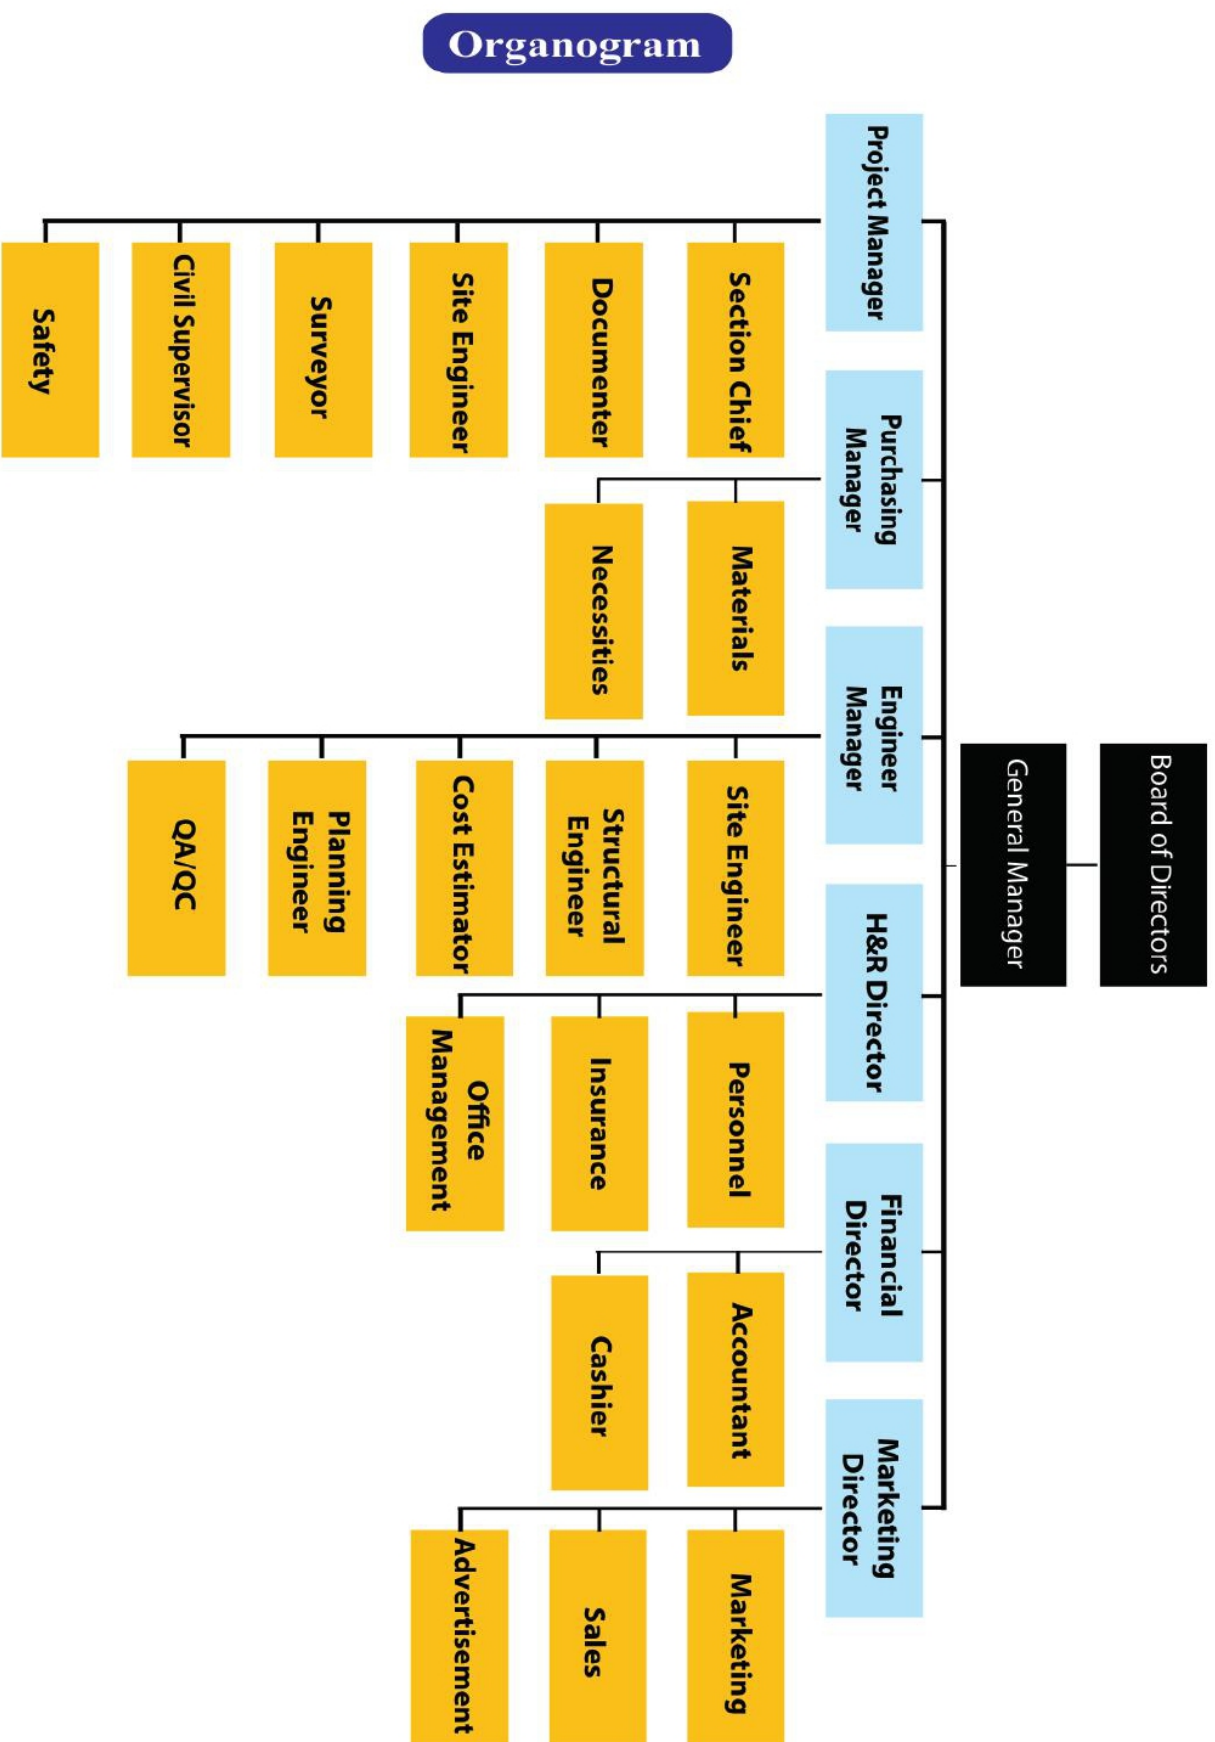 Organogram
Board of Directors
General Manager
Project Manager
Purchasing
Manager
Engineer
Manager
H&R Director
Financial
Director
Marketing
Director
Section Chief
Documenter
Site Engineer
Surveyor
Civil Supervisor
Safety
Materials
Necessities
Site Engineer
Structural
Engineer
Cost Estimator
Planning
Engineer
QA/QC
Personnel
Insurance
Office
Management
Accountant
Cashier
Marketing
Sales
Advertisement